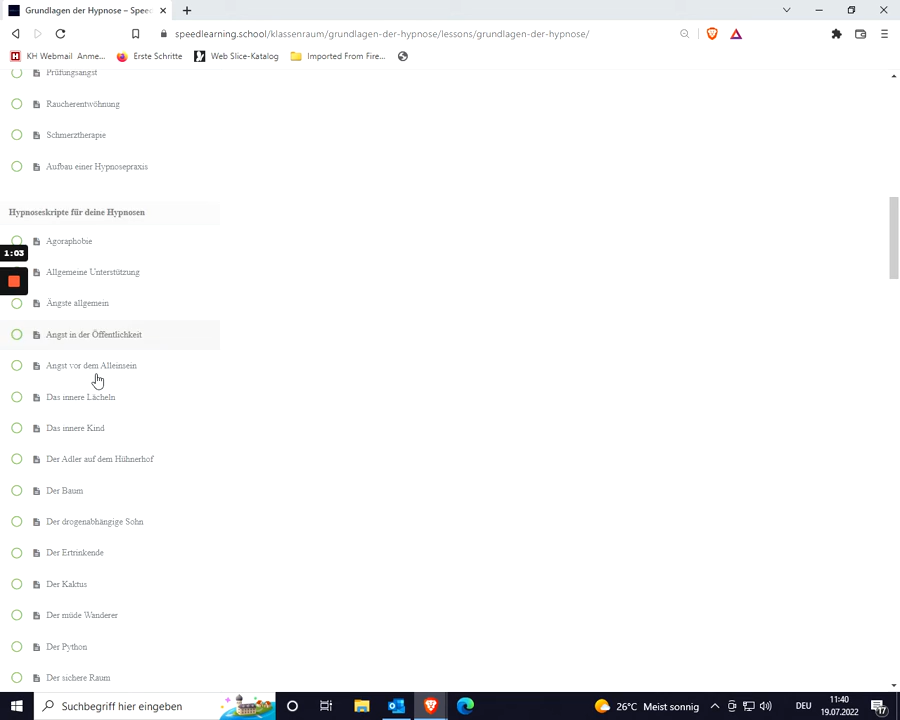 Grundlagen der Hypnose – Speed
speedlearning.school/klassenraum/grundlagen-der-hypnose/lessons/grundlagen-der-hypnose/
KH Webmail Anme... Erste Schritte Web Slice-Katalog Imported From Fire...
Prüfungsangst
Raucherentwöhnung
Schmerztherapie
Aufbau einer Hypnosepraxis
Hypnoseskripte für deine Hypnosen
Agoraphobie
1:03
Allgemeine Unterstützung
Ängste allgemein
Angst in der Öffentlichkeit
Angst vor dem Alleinsein
Das innere Lächeln
Das innere Kind
Der Adler auf dem Hühnerhof
Der Baum
Der drogenabhängige Sohn
Der Ertrinkende
Der Kaktus
Der müde Wanderer
Der Python
Der sichere Raum
Suchbegriff hier eingeben
26°C Meist sonnig
DEU
11:40
19.07.2022
17